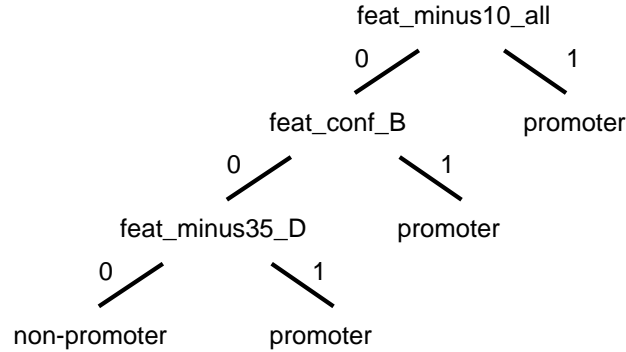 feat_minus10_all
0 1
feat_conf_B promoter
0 1
feat_minus35_D promoter
0 1
non-promoter promoter